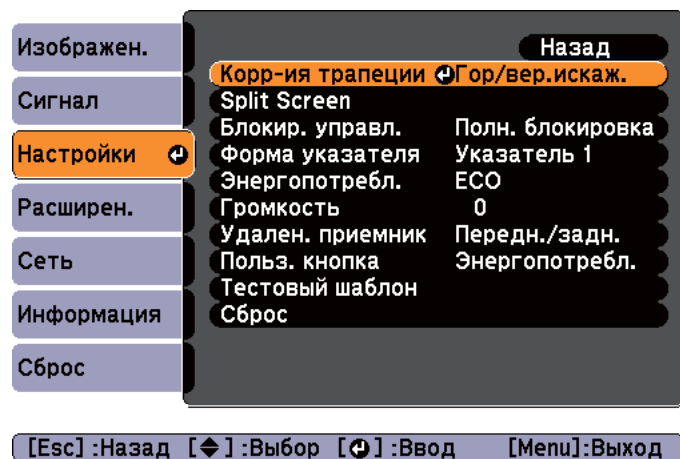 Изображен.
Сигнал
Настройки
Расширен.
Сеть
Информация
Сброс
Назад
Корр-ия трапеции Гор/вер.искаж.
Split Screen
Блокир. управл. Полн. блокировка
Форма указателя Указатель 1
Энергопотребл. ECO
Громкость 0
Удален. приемник Передн./задн.
Польз. кнопка Энергопотребл.
Тестовый шаблон
Сброс
[Esc] :Назад [◆] :Выбор [⏎] :Ввод [Menu]:Выход